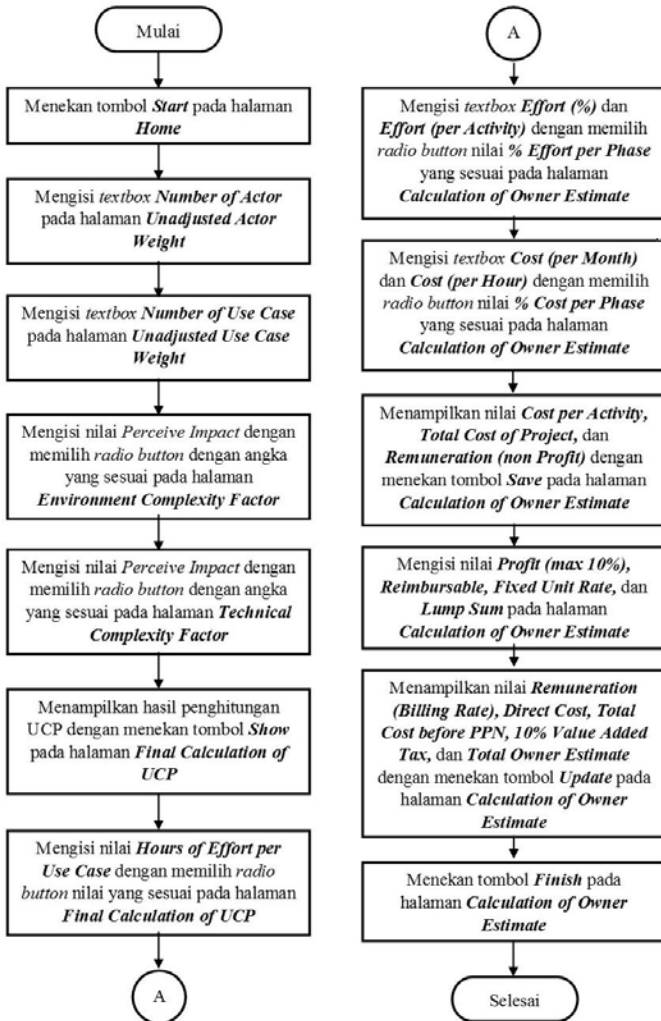 Mulai
Menekan tombol Start pada halaman
Home
Mengisi textbox Number of Actor
pada halaman Unadjusted Actor
Weight
Mengisi textbox Number of Use Case
pada halaman Unadjusted Use Case
Weight
Mengisi nilai Perceive Impact dengan
memilih radio button dengan angka
yang sesuai pada halaman
Environment Complexity Factor
Mengisi nilai Perceive Impact dengan
memilih radio button dengan angka
yang sesuai pada halaman Technical
Complexity Factor
Menampilkan hasil penghitungan
UCP dengan menekan tombol Show
pada halaman Final Calculation of
UCP
Mengisi nilai Hours of Effort per
Use Case dengan memilih radio
button nilai yang sesuai pada halaman
Final Calculation of UCP
A
A
Mengisi textbox Effort (%) dan
Effort (per Activity) dengan memilih
radio button nilai % Effort per Phase
yang sesuai pada halaman
Calculation of Owner Estimate
Mengisi textbox Cost (per Month)
dan Cost (per Hour) dengan memilih
radio button nilai % Cost per Phase
yang sesuai pada halaman
Calculation of Owner Estimate
Menampilkan nilai Cost per Activity,
Total Cost of Project, dan
Remuneration (non Profit) dengan
menekan tombol Save pada halaman
Calculation of Owner Estimate
Mengisi nilai Profit (max 10%),
Reimbursable, Fixed Unit Rate, dan
Lump Sum pada halaman
Calculation of Owner Estimate
Menampilkan nilai Remuneration
(Billing Rate), Direct Cost, Total
Cost before PPN, 10% Value Added
Tax, dan Total Owner Estimate
dengan menekan tombol Update pada
halaman Calculation of Owner
Estimate
Menekan tombol Finish pada
halaman Calculation of Owner
Estimate
Selesai